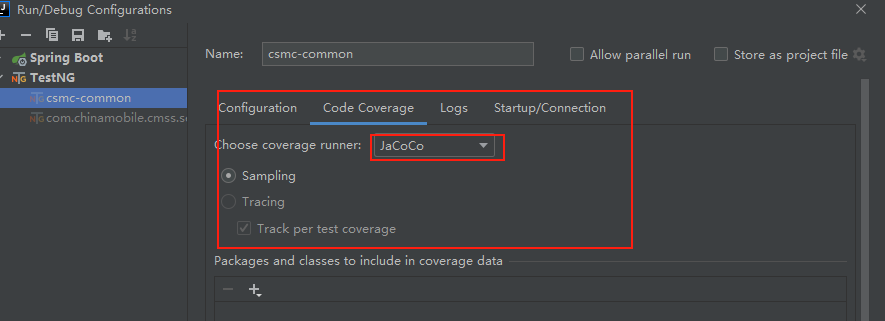 Run/Debug Configurations
Name: csmc-common Allow parallel run Store as project file
Spring Boot
TestNG
csmc-common
com.chinamobile.cmss.s
Configuration Code Coverage Logs Startup/Connection
Choose coverage runner: JaCoCo
Sampling
Tracing
Track per test coverage
Packages and classes to include in coverage data